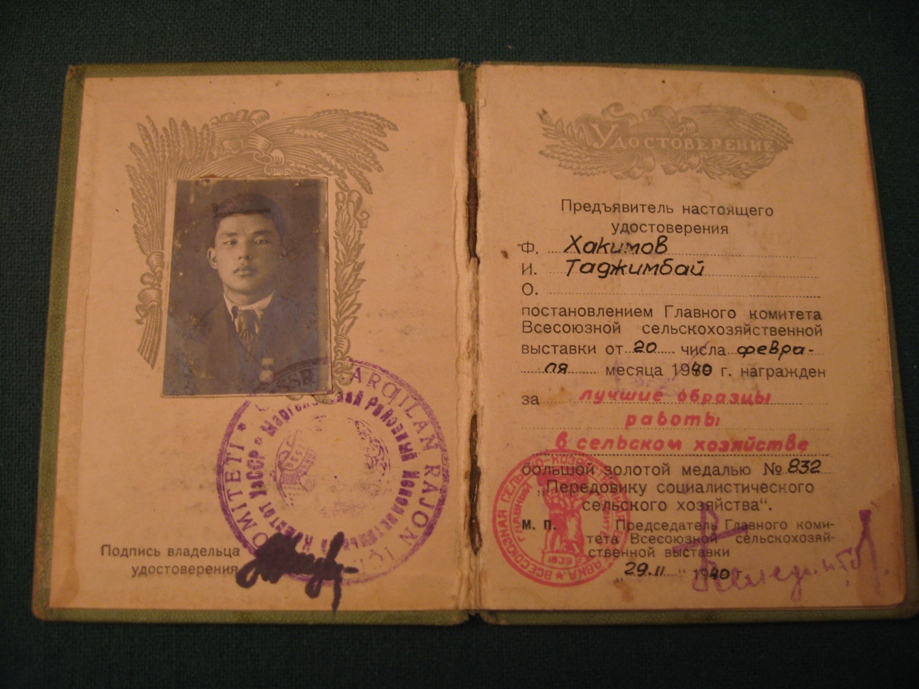 Подпись владельца
удостоверения
Удостоверение
Предъявитель настоящего
удостоверения
Ф. Хакимов
И. Таджимбай
О.
постановлением Главного комитета
Всесоюзной сельскохозяйственной
выставки от 20 числа февра-
ля месяца 1940 г. награжден
за лучшие образцы
работы
в сельском хозяйстве
большой золотой медалью № 832
„Передовику социалистического
сельского хозяйства".
м. п. Председатель Главного коми-
тета Всесоюзной сельскохозяй-
ственной выставки
„29.II" 1940